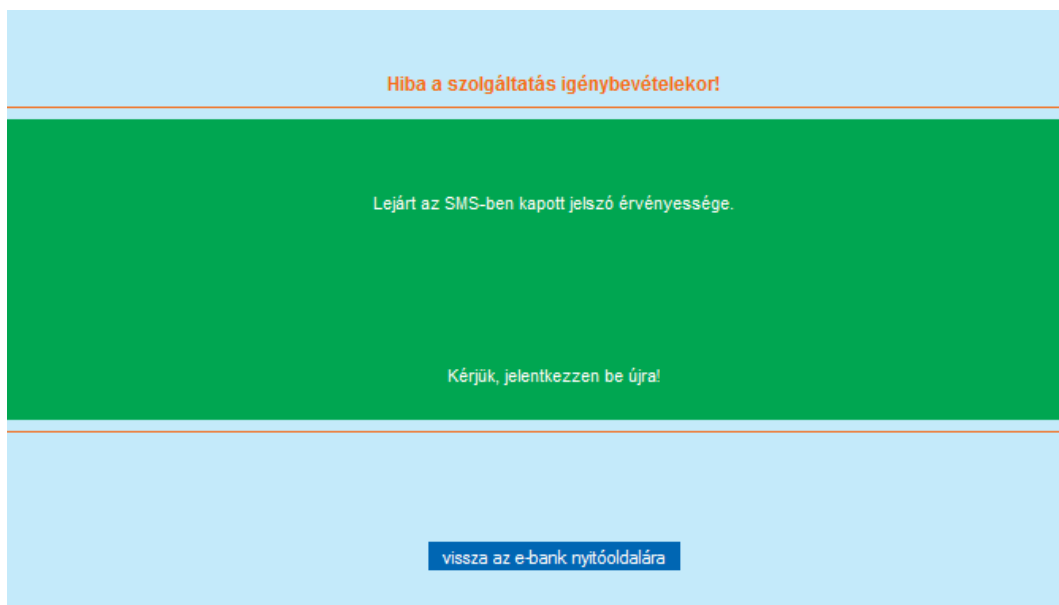 Hiba a szolgáltatás igénybevételekor!
Lejárt az SMS-ben kapott jelszó érvényessége.
Kérjük, jelentkezzen be újra!
vissza az e-bank nyitóoldalára